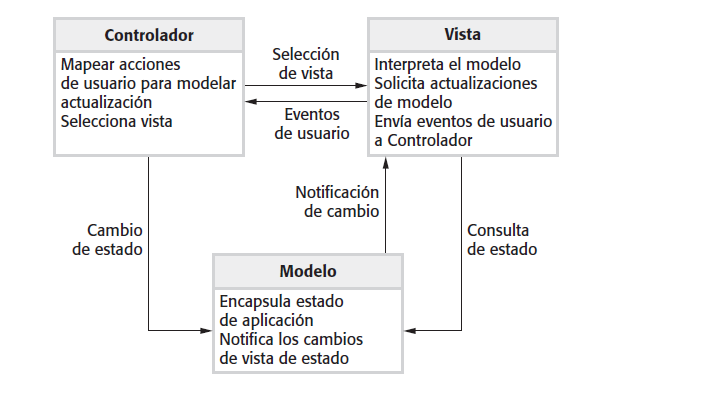 Controlador
Mapear acciones
de usuario para modelar
actualización
Selecciona vista
Selección
de vista
Eventos
de usuario
Vista
Interpreta el modelo
Solicita actualizaciones
de modelo
Envía eventos de usuario
a Controlador
Cambio
de estado
Notificación
de cambio
Consulta
de estado
Modelo
Encapsula estado
de aplicación
Notifica los cambios
de vista de estado